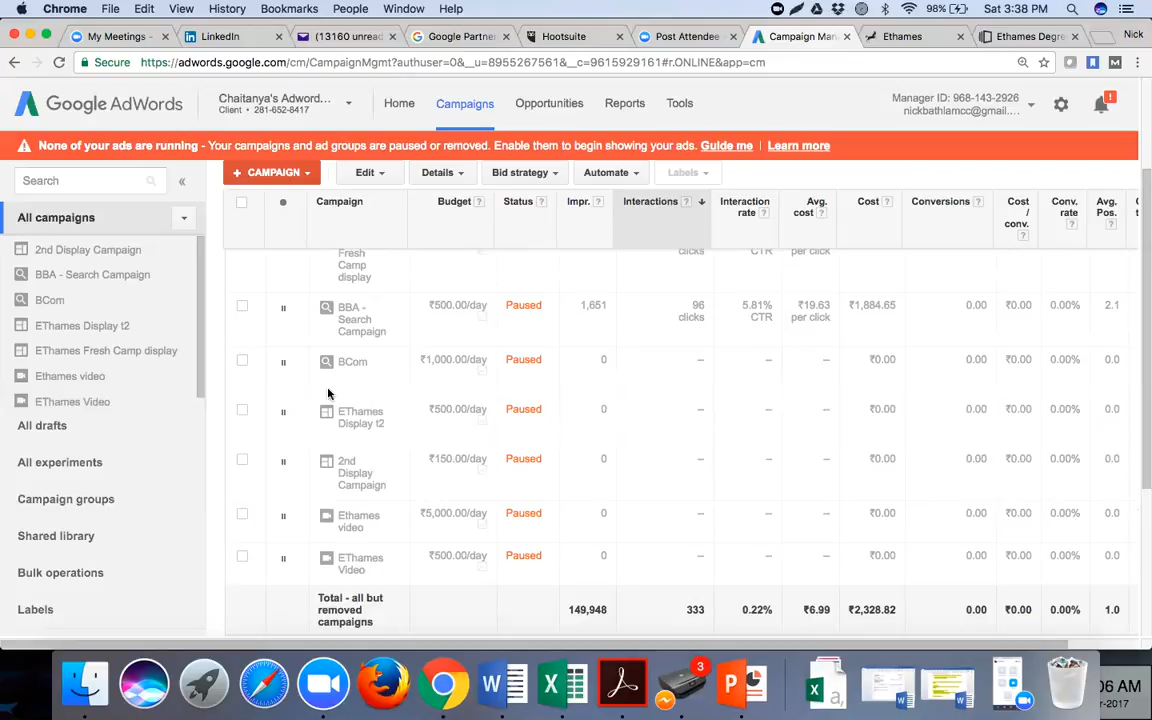 Chrome File Edit View History Bookmarks People Window Help 98% Sat 3:38 PM
My Meetings - LinkedIn (13160 unread Google Partner Hootsuite Post Attendee Campaign Man Ethames Ethames Degre Nick
Secure https://adwords.google.com/cm/CampaignMgmt?authuser=0&__u=8955267561&__c=9615929161#r.ONLINE&app=cm
Google AdWords Chaitanya's Adword... Home Campaigns Opportunities Reports Tools Manager ID: 968-143-2926
Client • 281-652-8417 nickbathlamcc@gmail....
None of your ads are running - Your campaigns and ad groups are paused or removed. Enable them to begin showing your ads. Guide me | Learn more
Search
+ CAMPAIGN Edit Details Bid strategy Automate Labels
All campaigns
2nd Display Campaign
BBA - Search Campaign
BCom
EThames Display t2
EThames Fresh Camp display
Ethames video
EThames Video
All drafts
All experiments
Campaign groups
Shared library
Bulk operations
Labels
Campaign Budget ? Status ? Impr. ? Interactions ? Interaction rate ? Avg. cost ? Cost ? Conversions ? Cost / conv. ? Conv. rate ? Avg. Pos. ?
Fresh Camp display clicks CTR per click
BBA - Search Campaign ₹500.00/day Paused 1,651 96 clicks 5.81% CTR ₹19.63 per click ₹1,884.65 0.00 ₹0.00 0.00% 2.1
BCom ₹1,000.00/day Paused 0 – – – ₹0.00 0.00 ₹0.00 0.00% 0.0
EThames Display t2 ₹500.00/day Paused 0 – – – ₹0.00 0.00 ₹0.00 0.00% 0.0
2nd Display Campaign ₹150.00/day Paused 0 – – – ₹0.00 0.00 ₹0.00 0.00% 0.0
Ethames video ₹5,000.00/day Paused 0 – – – ₹0.00 0.00 ₹0.00 0.00% 0.0
EThames Video ₹500.00/day Paused 0 – – – ₹0.00 0.00 ₹0.00 0.00% 0.0
Total - all but removed campaigns 149,948 333 0.22% ₹6.99 ₹2,328.82 0.00 ₹0.00 0.00% 1.0
3
06 AM
-2017